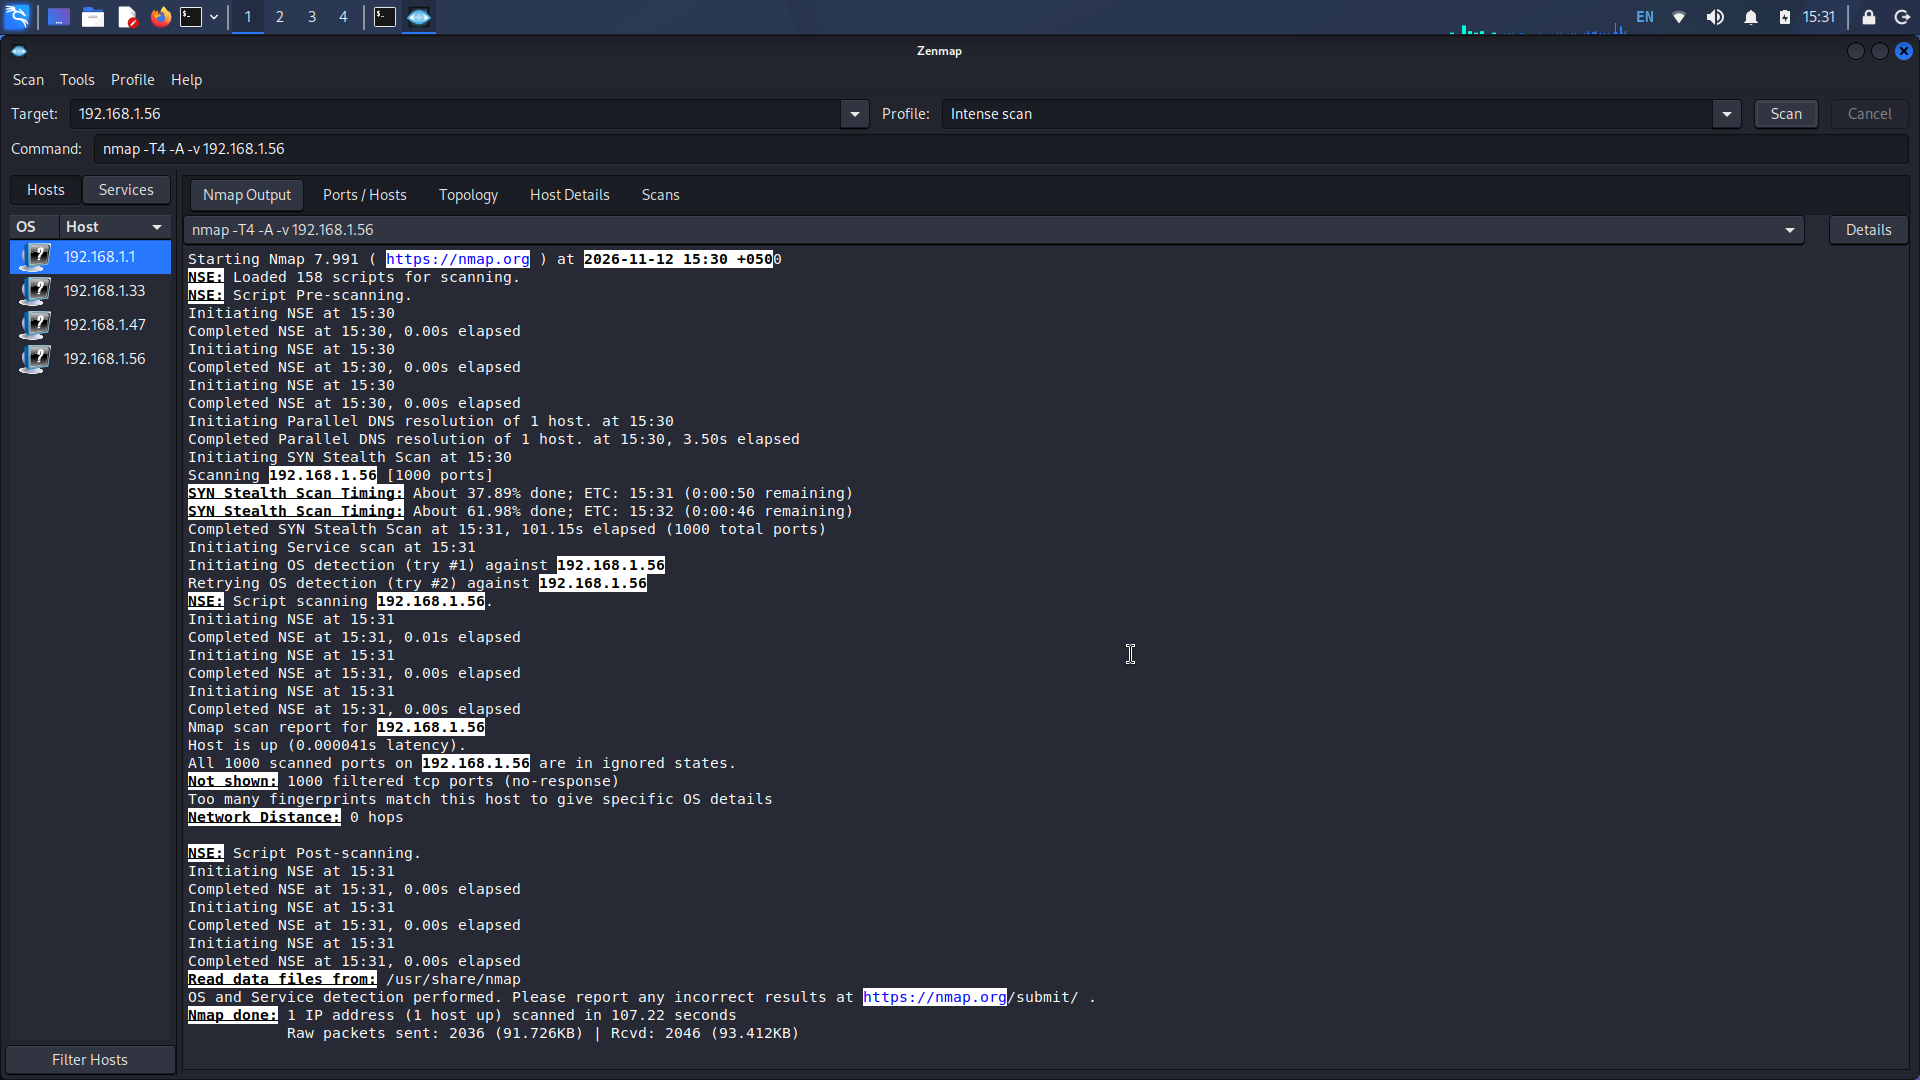 1 2 3 4 EN 15:31
Zenmap
Scan Tools Profile Help
Target: 192.168.1.56 Profile: Intense scan Scan Cancel
Command: nmap -T4 -A -v 192.168.1.56
Hosts Services
Nmap Output Ports / Hosts Topology Host Details Scans
OS Host
192.168.1.1
192.168.1.33
192.168.1.47
192.168.1.56
Filter Hosts
nmap -T4 -A -v 192.168.1.56 Details
Starting Nmap 7.991 ( https://nmap.org ) at 2026-11-12 15:30 +0500
NSE: Loaded 158 scripts for scanning.
NSE: Script Pre-scanning.
Initiating NSE at 15:30
Completed NSE at 15:30, 0.00s elapsed
Initiating NSE at 15:30
Completed NSE at 15:30, 0.00s elapsed
Initiating NSE at 15:30
Completed NSE at 15:30, 0.00s elapsed
Initiating Parallel DNS resolution of 1 host. at 15:30
Completed Parallel DNS resolution of 1 host. at 15:30, 3.50s elapsed
Initiating SYN Stealth Scan at 15:30
Scanning 192.168.1.56 [1000 ports]
SYN Stealth Scan Timing: About 37.89% done; ETC: 15:31 (0:00:50 remaining)
SYN Stealth Scan Timing: About 61.98% done; ETC: 15:32 (0:00:46 remaining)
Completed SYN Stealth Scan at 15:31, 101.15s elapsed (1000 total ports)
Initiating Service scan at 15:31
Initiating OS detection (try #1) against 192.168.1.56
Retrying OS detection (try #2) against 192.168.1.56
NSE: Script scanning 192.168.1.56.
Initiating NSE at 15:31
Completed NSE at 15:31, 0.01s elapsed
Initiating NSE at 15:31
Completed NSE at 15:31, 0.00s elapsed
Initiating NSE at 15:31
Completed NSE at 15:31, 0.00s elapsed
Nmap scan report for 192.168.1.56
Host is up (0.000041s latency).
All 1000 scanned ports on 192.168.1.56 are in ignored states.
Not shown: 1000 filtered tcp ports (no-response)
Too many fingerprints match this host to give specific OS details
Network Distance: 0 hops
NSE: Script Post-scanning.
Initiating NSE at 15:31
Completed NSE at 15:31, 0.00s elapsed
Initiating NSE at 15:31
Completed NSE at 15:31, 0.00s elapsed
Initiating NSE at 15:31
Completed NSE at 15:31, 0.00s elapsed
Read data files from: /usr/share/nmap
OS and Service detection performed. Please report any incorrect results at https://nmap.org/submit/ .
Nmap done: 1 IP address (1 host up) scanned in 107.22 seconds
Raw packets sent: 2036 (91.726KB) | Rcvd: 2046 (93.412KB)